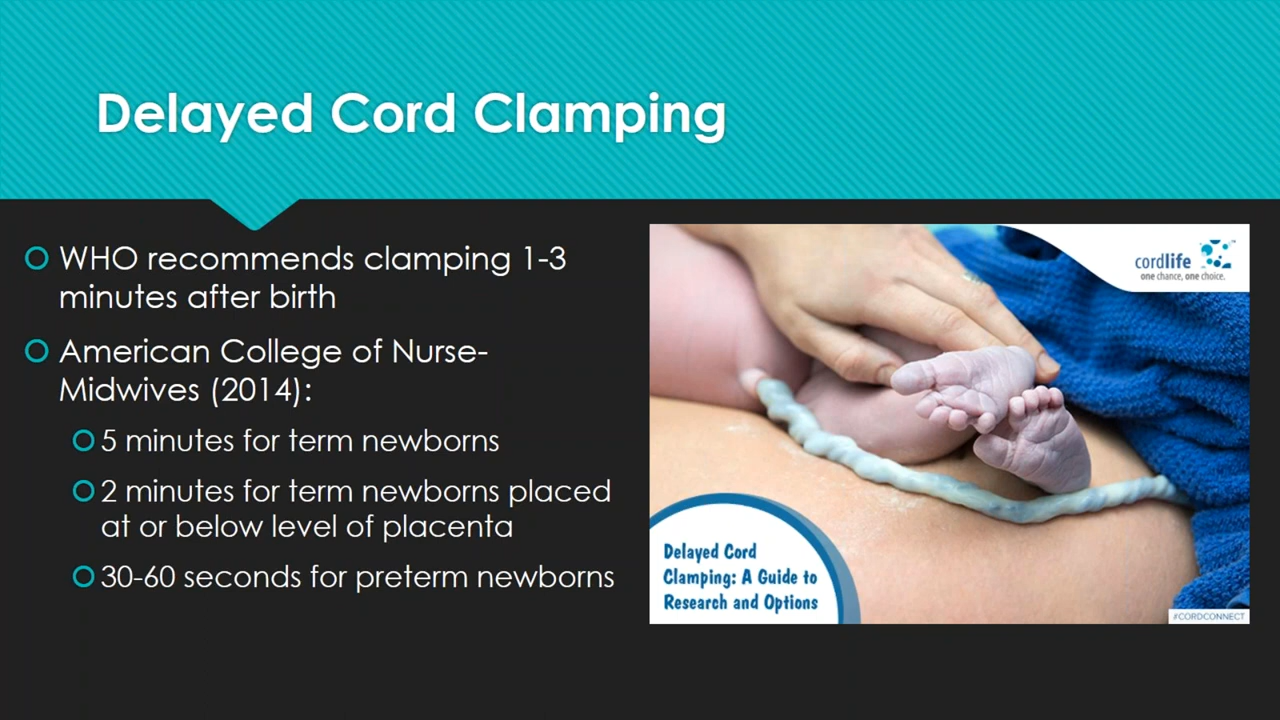 Delayed Cord Clamping
WHO recommends clamping 1-3
minutes after birth
American College of Nurse-
Midwives (2014):
5 minutes for term newborns
2 minutes for term newborns placed
at or below level of placenta
30-60 seconds for preterm newborns
cordlife
one chance, one choice.
Delayed Cord
Clamping: A Guide to
Research and Options
#CORDCONNECT